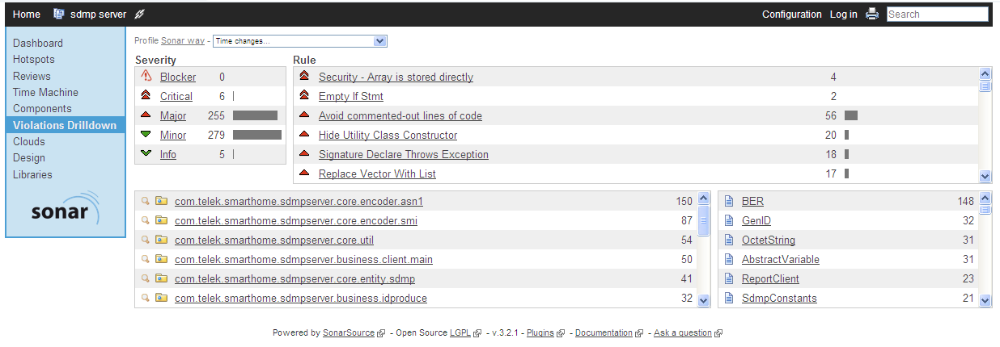 Home sdmp server Configuration Log in Search
Dashboard
Hotspots
Reviews
Time Machine
Components
Violations Drilldown
Clouds
Design
Libraries
sonar
Profile Sonar way - Time changes...
Severity
Blocker 0
Critical 6
Major 255
Minor 279
Info 5
Rule
Security - Array is stored directly 4
Empty If Stmt 2
Avoid commented-out lines of code 56
Hide Utility Class Constructor 20
Signature Declare Throws Exception 18
Replace Vector With List 17
com.telek.smarthome.sdmpserver.core.encoder.asn1 150
com.telek.smarthome.sdmpserver.core.encoder.smi 87
com.telek.smarthome.sdmpserver.core.util 54
com.telek.smarthome.sdmpserver.business.client.main 50
com.telek.smarthome.sdmpserver.core.entity.sdmp 41
com.telek.smarthome.sdmpserver.business.idproduce 32
BER 148
GenID 32
OctetString 31
AbstractVariable 31
ReportClient 23
SdmpConstants 21
Powered by SonarSource - Open Source LGPL - v.3.2.1 - Plugins - Documentation - Ask a question